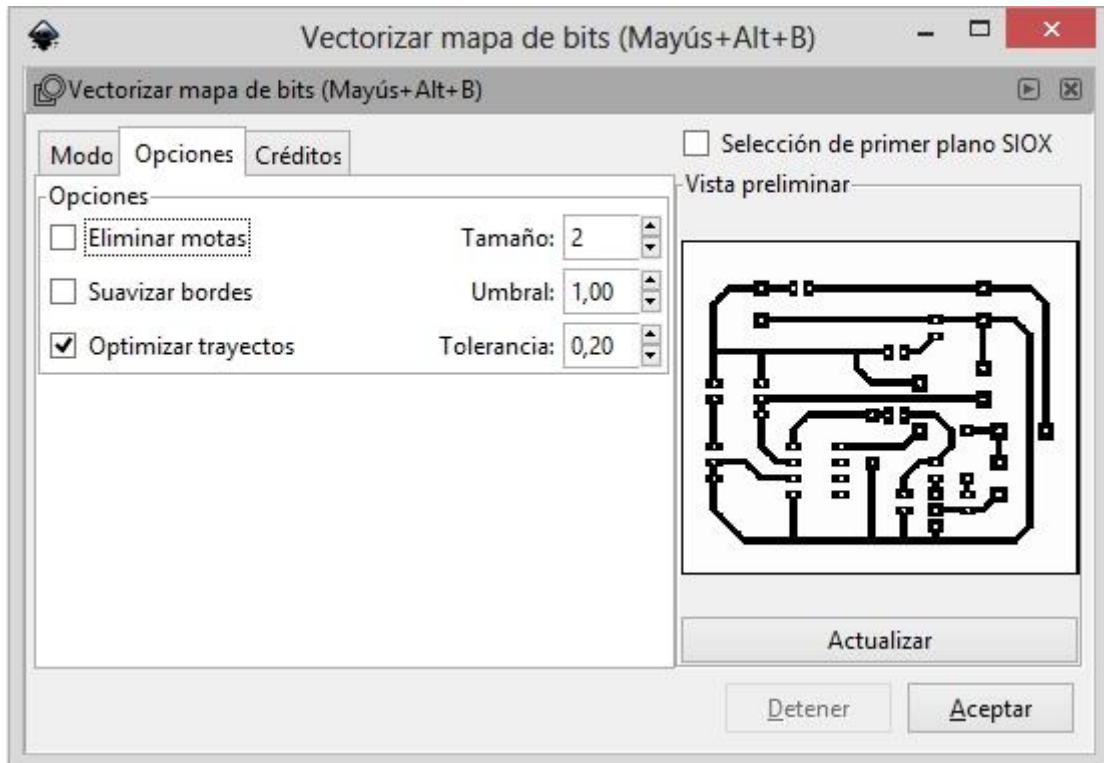 Vectorizar mapa de bits (Mayús+Alt+B)
Vectorizar mapa de bits (Mayús+Alt+B)
Modo Opciones Créditos
Selección de primer plano SIOX
Opciones
Eliminar motas Tamaño: 2
Suavizar bordes Umbral: 1,00
Optimizar trayectos Tolerancia: 0,20
Vista preliminar
Actualizar
Detener Aceptar